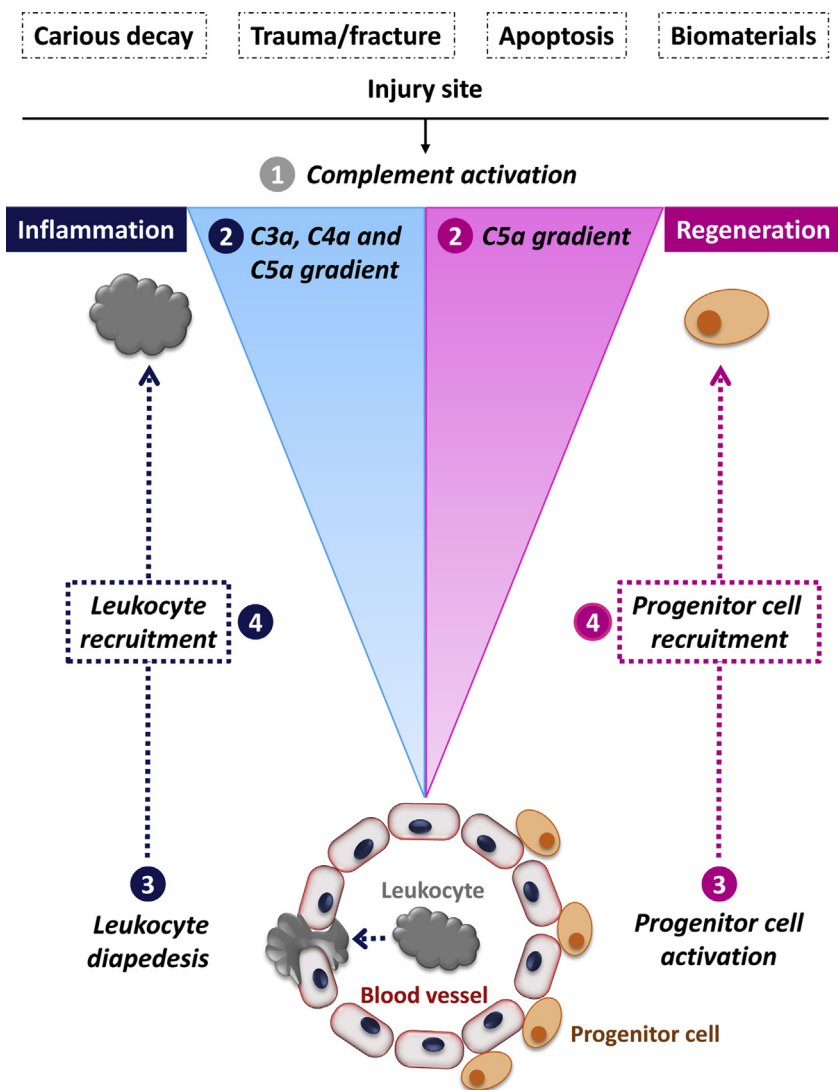 Carious decay
Trauma/fracture
Apoptosis
Biomaterials
Injury site
1 Complement activation
Inflammation
2 C3a, C4a and
C5a gradient
2 C5a gradient
Regeneration
Leukocyte
recruitment
4
4
Progenitor cell
recruitment
3
Leukocyte
diapedesis
Leukocyte
Blood vessel
Progenitor cell
3
Progenitor cell
activation